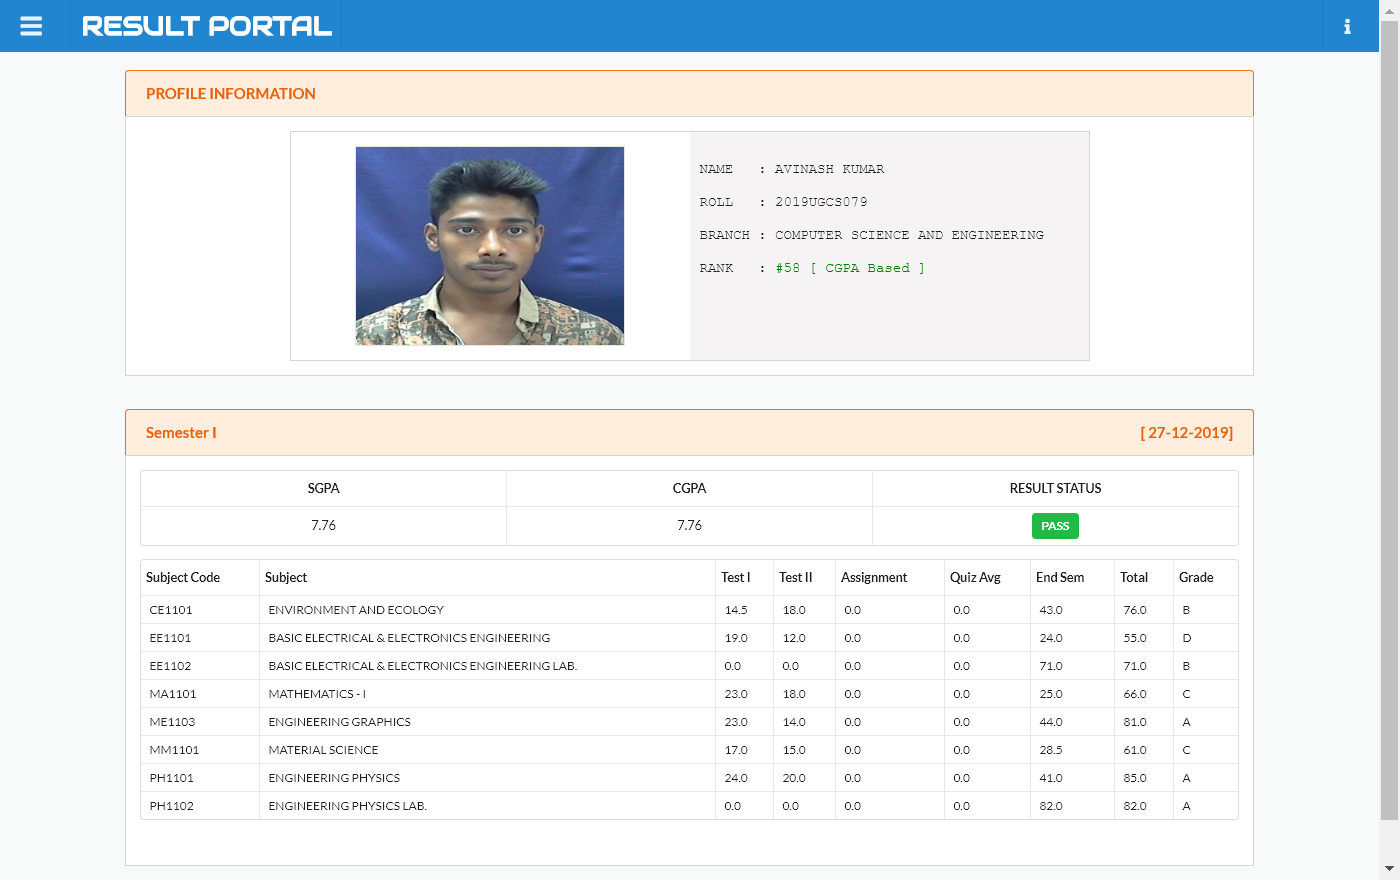 RESULT PORTAL
PROFILE INFORMATION
NAME : AVINASH KUMAR
ROLL : 2019UGCS079
BRANCH : COMPUTER SCIENCE AND ENGINEERING
RANK : #58 [ CGPA Based ]
Semester I [ 27-12-2019]
SGPA CGPA RESULT STATUS
7.76 7.76 PASS
Subject Code Subject Test I Test II Assignment Quiz Avg End Sem Total Grade
CE1101 ENVIRONMENT AND ECOLOGY 14.5 18.0 0.0 0.0 43.0 76.0 B
EE1101 BASIC ELECTRICAL & ELECTRONICS ENGINEERING 19.0 12.0 0.0 0.0 24.0 55.0 D
EE1102 BASIC ELECTRICAL & ELECTRONICS ENGINEERING LAB. 0.0 0.0 0.0 0.0 71.0 71.0 B
MA1101 MATHEMATICS - I 23.0 18.0 0.0 0.0 25.0 66.0 C
ME1103 ENGINEERING GRAPHICS 23.0 14.0 0.0 0.0 44.0 81.0 A
MM1101 MATERIAL SCIENCE 17.0 15.0 0.0 0.0 28.5 61.0 C
PH1101 ENGINEERING PHYSICS 24.0 20.0 0.0 0.0 41.0 85.0 A
PH1102 ENGINEERING PHYSICS LAB. 0.0 0.0 0.0 0.0 82.0 82.0 A